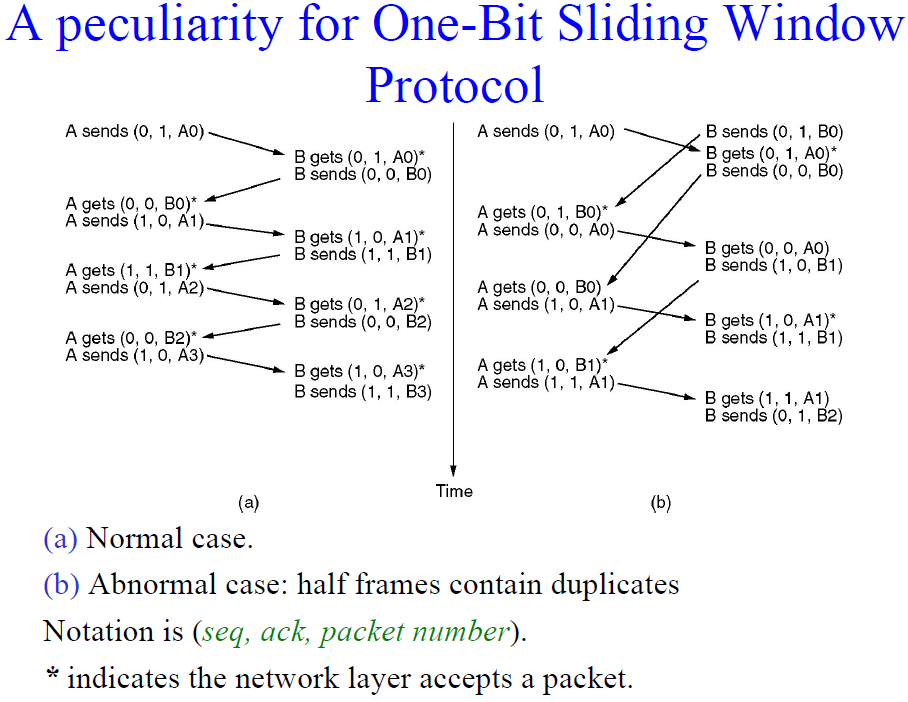 A peculiarity for One-Bit Sliding Window
Protocol
A sends (0, 1, A0)
B gets (0, 1, A0)*
B sends (0, 0, B0)
A gets (0, 0, B0)*
A sends (1, 0, A1)
B gets (1, 0, A1)*
B sends (1, 1, B1)
A gets (1, 1, B1)*
A sends (0, 1, A2)
B gets (0, 1, A2)*
B sends (0, 0, B2)
A gets (0, 0, B2)*
A sends (1, 0, A3)
B gets (1, 0, A3)*
B sends (1, 1, B3)
(a)
Time
A sends (0, 1, A0)
B sends (0, 1, B0)
B gets (0, 1, A0)*
B sends (0, 0, B0)
A gets (0, 1, B0)*
A sends (0, 0, A0)
B gets (0, 0, A0)
B sends (1, 0, B1)
A gets (0, 0, B0)
A sends (1, 0, A1)
B gets (1, 0, A1)*
B sends (1, 1, B1)
A gets (1, 0, B1)*
A sends (1, 1, A1)
B gets (1, 1, A1)
B sends (0, 1, B2)
(b)
(a) Normal case.
(b) Abnormal case: half frames contain duplicates
Notation is (seq, ack, packet number).
* indicates the network layer accepts a packet.